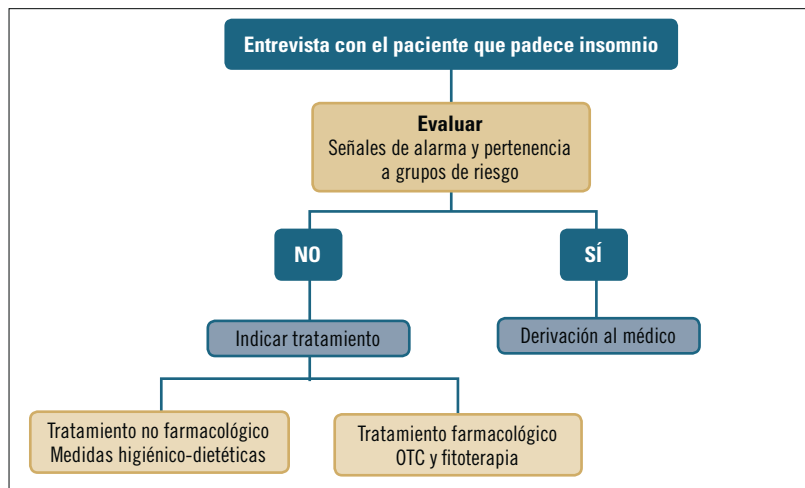 Entrevista con el paciente que padece insomnio
Evaluar
Señales de alarma y pertenencia
a grupos de riesgo
NO
SÍ
Indicar tratamiento
Derivación al médico
Tratamiento no farmacológico
Medidas higiénico-dietéticas
Tratamiento farmacológico
OTC y fitoterapia